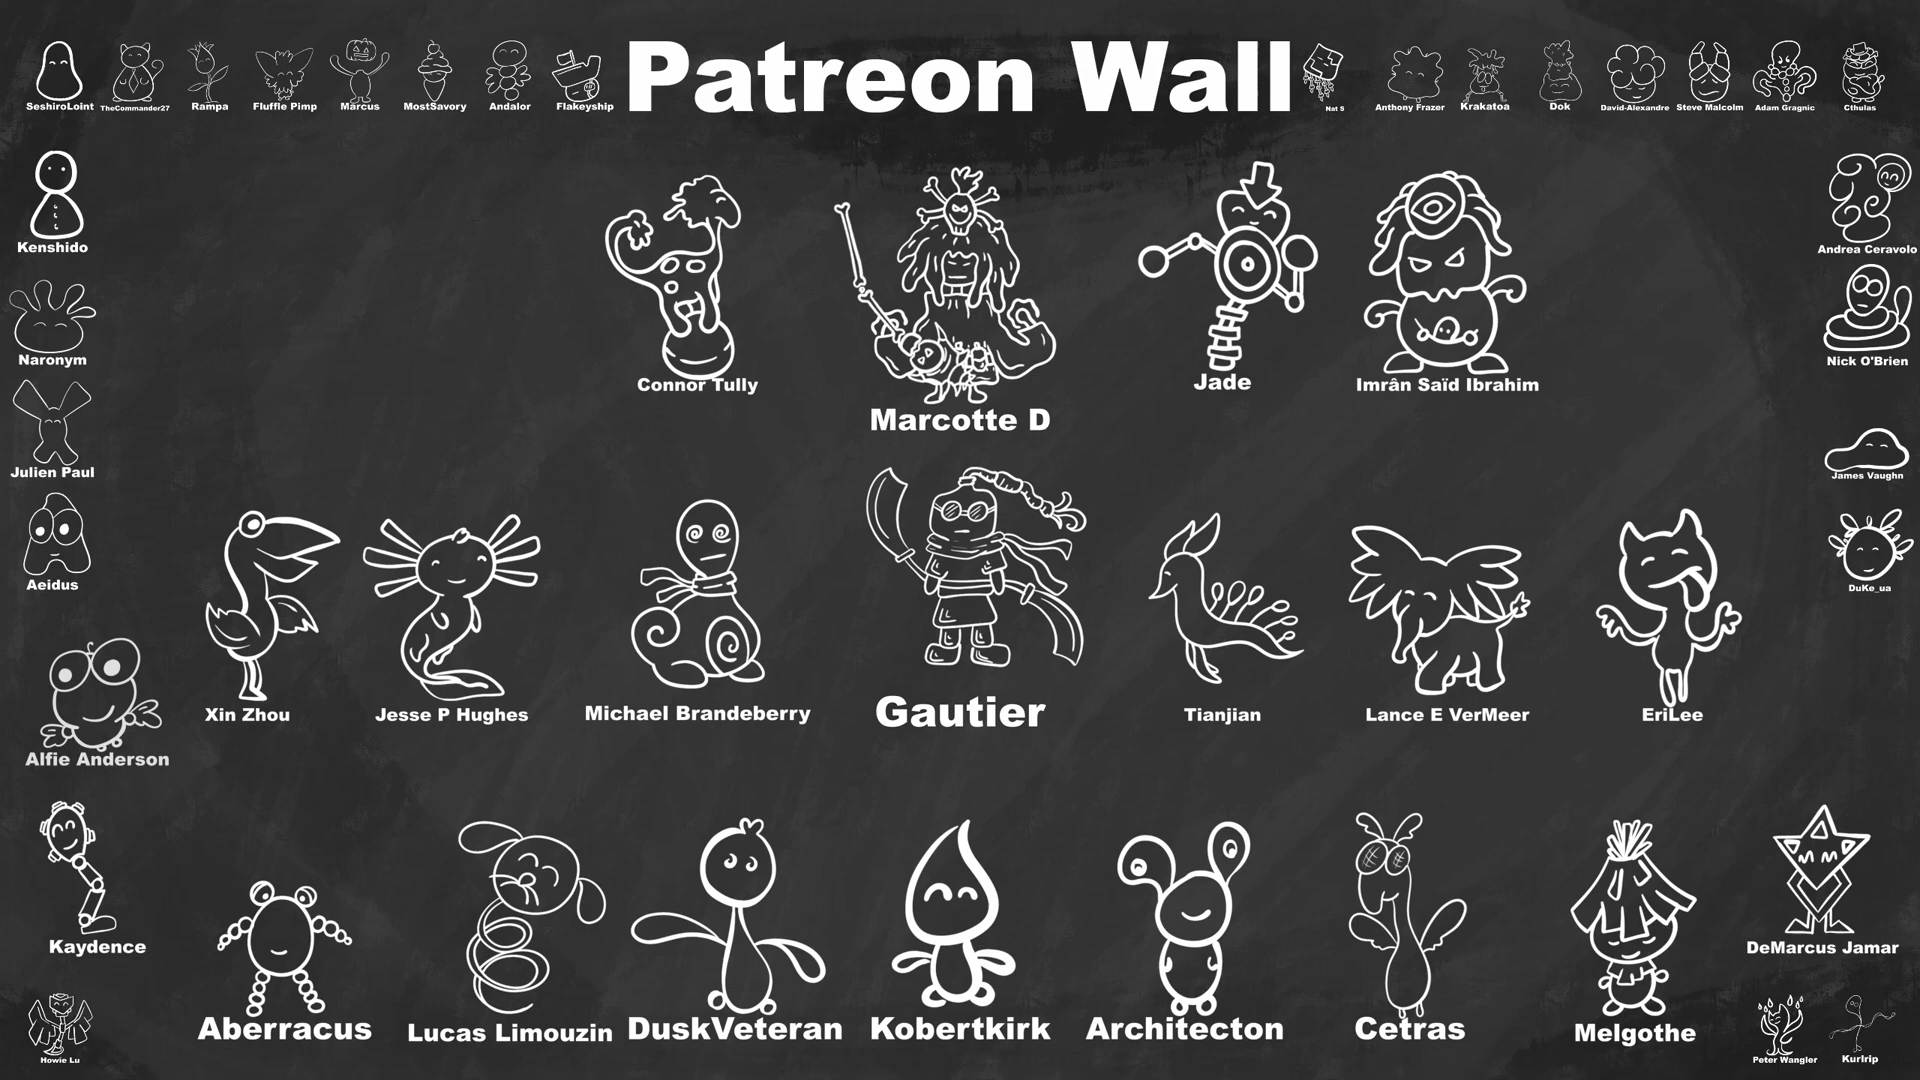 Patreon Wall
SeshiroLoint
TheCommander27
Rampa
Fluffle Pimp
Marcus
MostSavory
Andalor
Flakeyship
Nat S
Anthony Frazer
Krakatoa
Dok
David-Alexandre
Steve Malcolm
Adam Gragnic
Cthulas
Kenshido
Andrea Ceravolo
Naronym
Nick O'Brien
Connor Tully
Marcotte D
Jade
Imrân Saïd Ibrahim
Julien Paul
James Vaughn
Aeidus
DuKe_ua
Xin Zhou
Jesse P Hughes
Michael Brandeberry
Gautier
Tianjian
Lance E VerMeer
EriLee
Alfie Anderson
Kaydence
DeMarcus Jamar
Aberracus
Lucas Limouzin
DuskVeteran
Kobertkirk
Architecton
Cetras
Melgothe
Howie Lu
Peter Wangler
Kurlrip